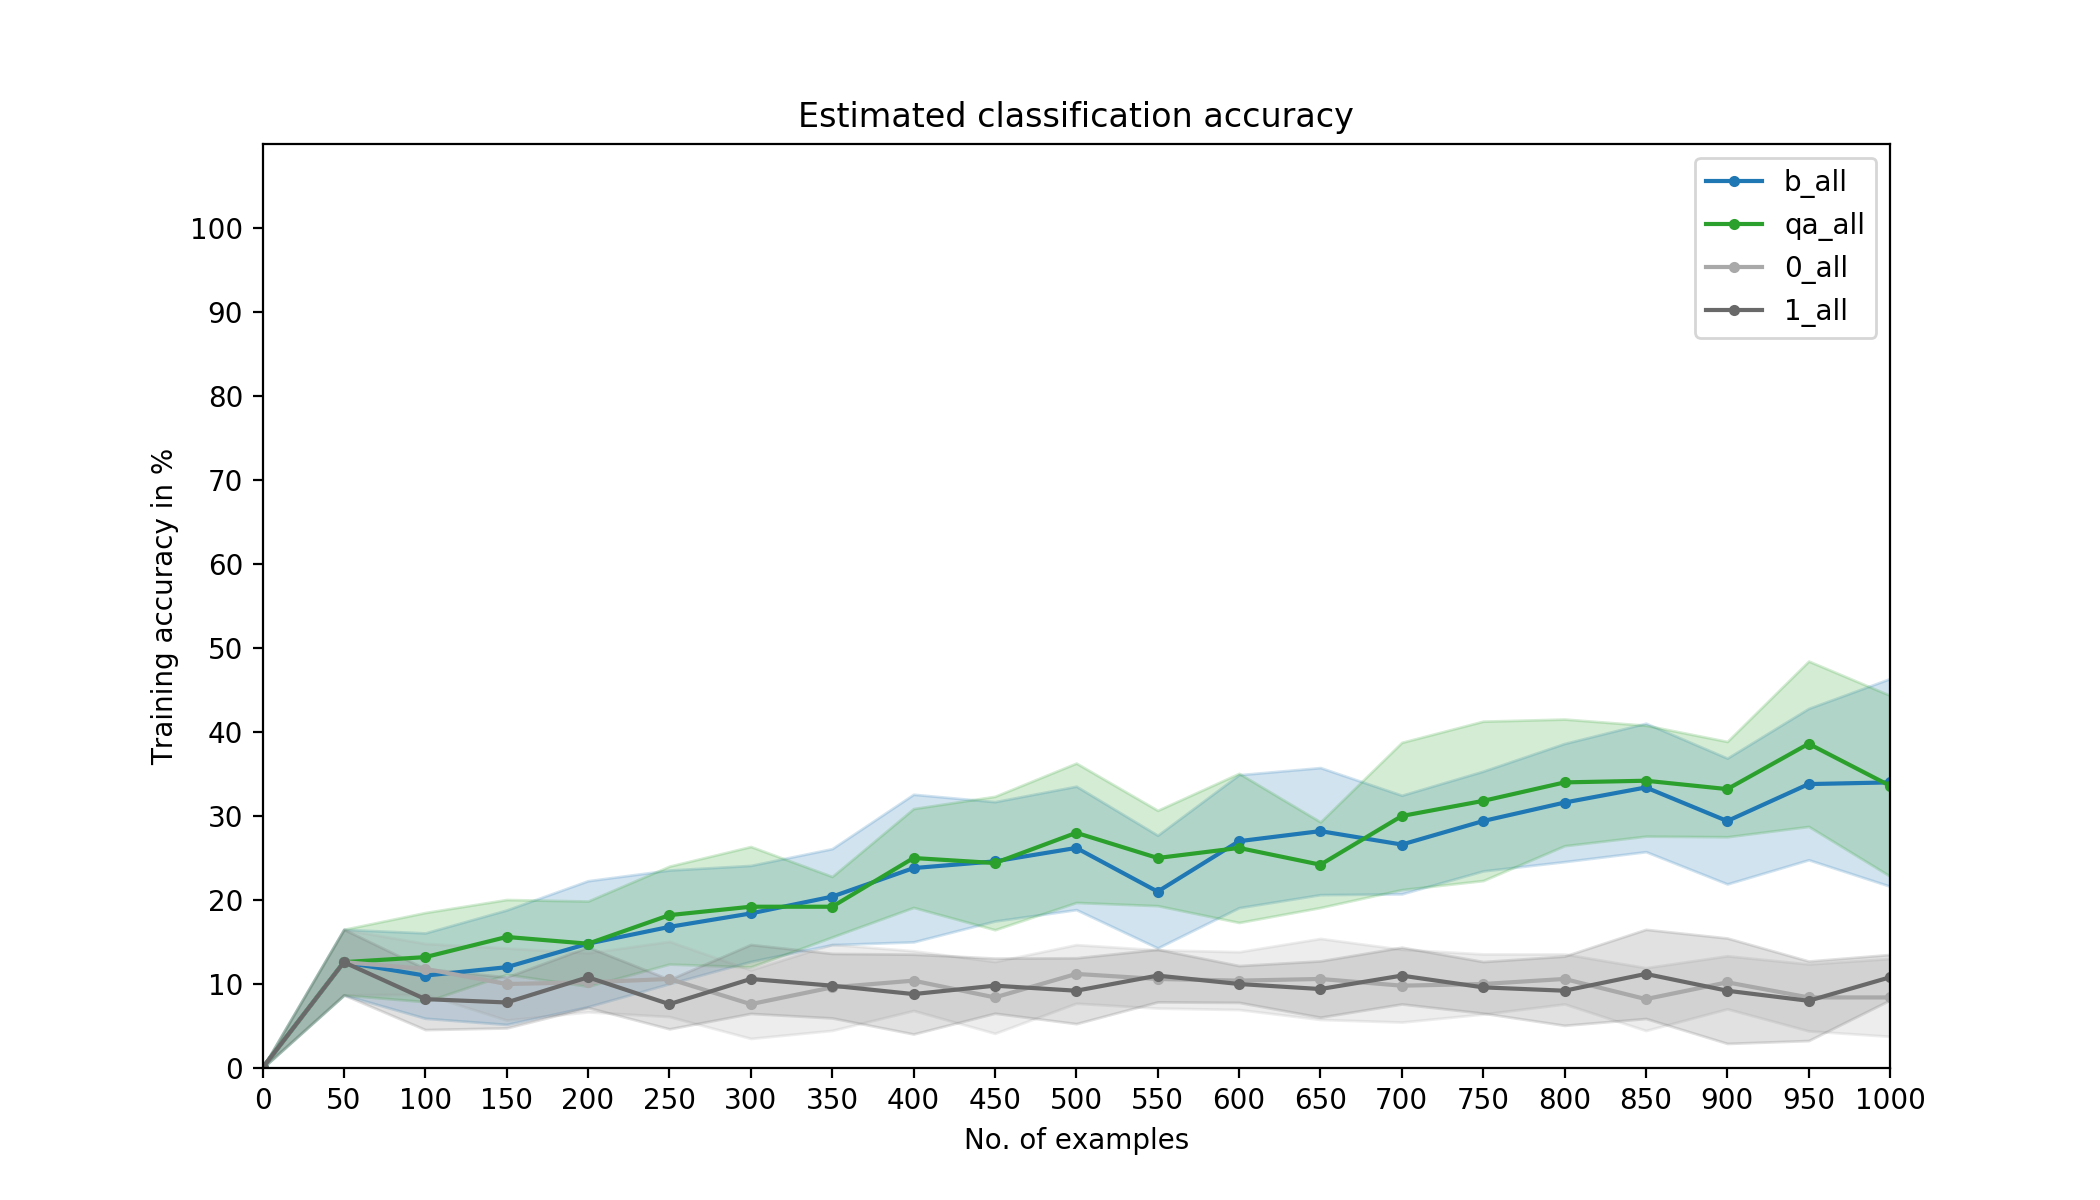 Estimated classification accuracy
b_all
qa_all
0_all
1_all
Training accuracy in %
100
90
80
70
60
50
40
30
20
10
0
0 50 100 150 200 250 300 350 400 450 500 550 600 650 700 750 800 850 900 950 1000
No. of examples